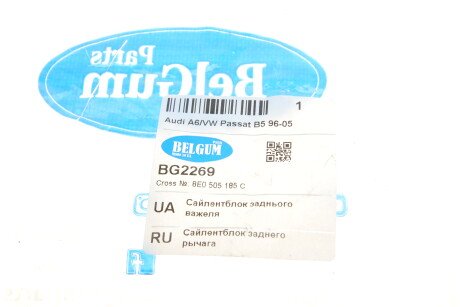 Parts
BelGum
1
Audi A6/VW Passat B5 96-05
BELGUM
BG2269
Cross №: 8E0 505 185 C
UA Сайлентблок заднього
важеля
RU Сайлентблок заднего
рычага